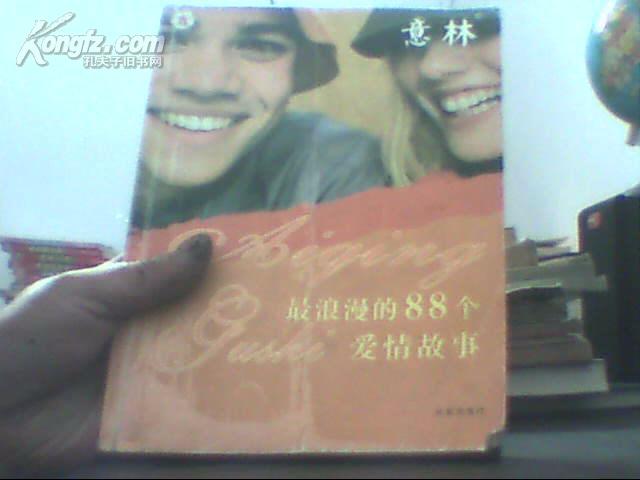 Kongfz.com
孔夫子旧书网
意林
Aiqing
Gushi
最浪漫的88个
爱情故事